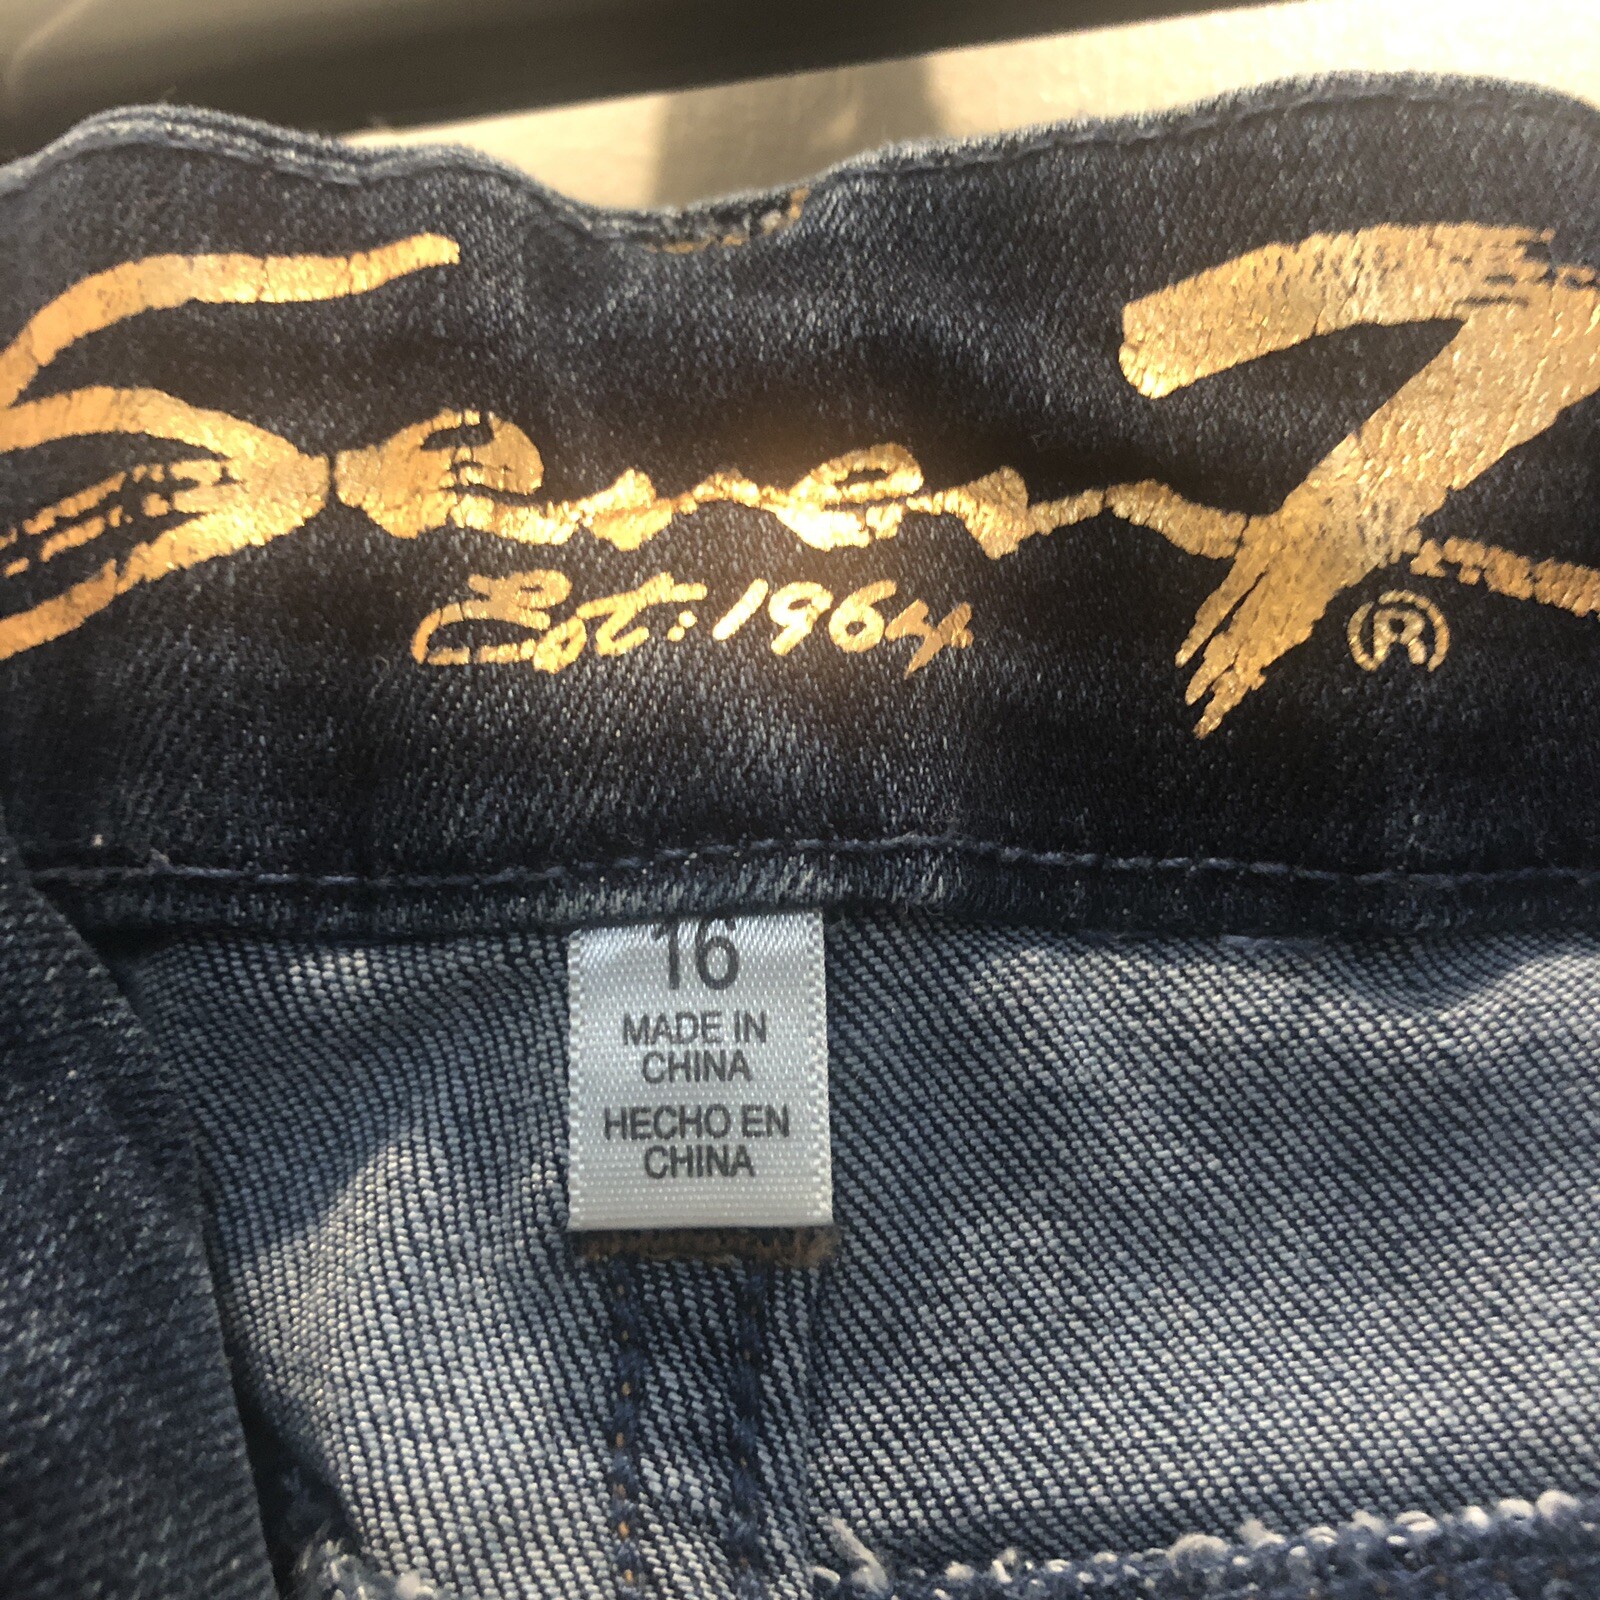 Seven7
Est. 1964
®
16
MADE IN
CHINA
HECHO EN
CHINA